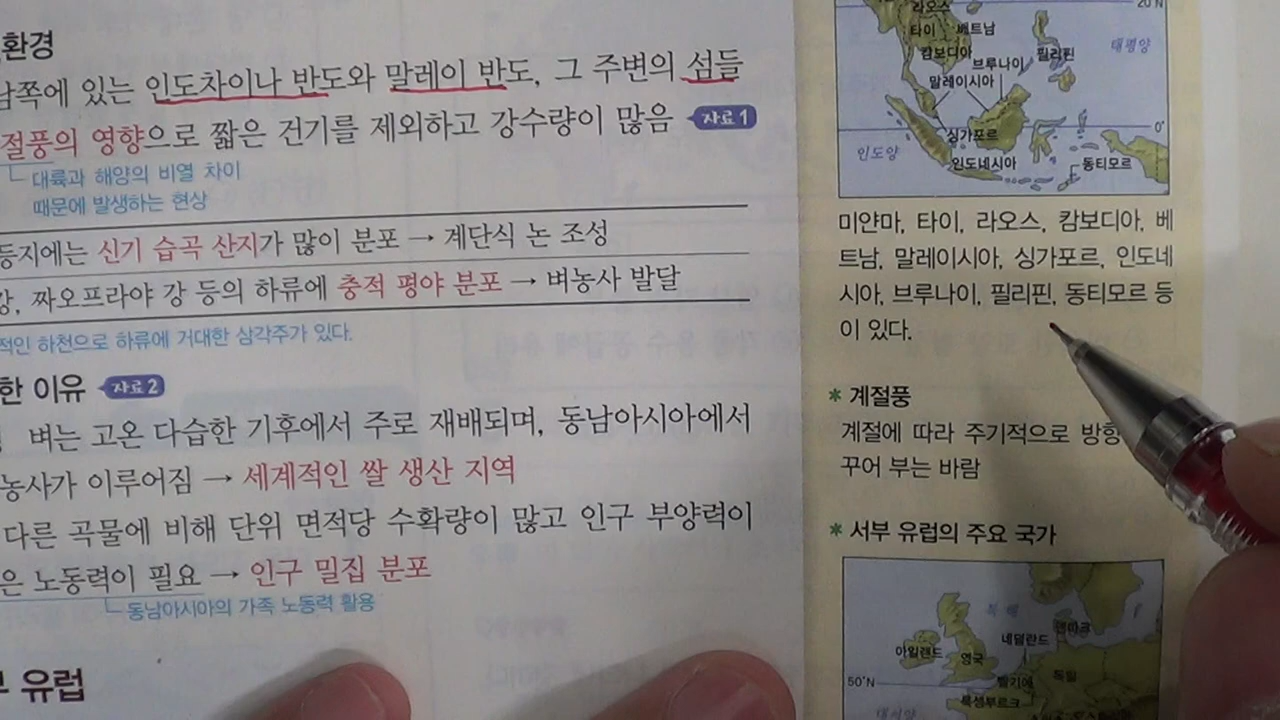 환경
남쪽에 있는 인도차이나 반도와 말레이 반도, 그 주변의 섬들
절풍의 영향으로 짧은 건기를 제외하고 강수량이 많음 자료1
대륙과 해양의 비열 차이
때문에 발생하는 현상
등지에는 신기 습곡 산지가 많이 분포 → 계단식 논 조성
강, 짜오프라야 강 등의 하류에 충적 평야 분포 → 벼농사 발달
적인 하천으로 하류에 거대한 삼각주가 있다.
한 이유 자료2
벼는 고온 다습한 기후에서 주로 재배되며, 동남아시아에서
농사가 이루어짐 → 세계적인 쌀 생산 지역
다른 곡물에 비해 단위 면적당 수확량이 많고 인구 부양력이
은 노동력이 필요 → 인구 밀집 분포
동남아시아의 가족 노동력 활용
부 유럽
20°N
라오스
타이 베트남
캄보디아 필리핀 태평양
브루나이
말레이시아
0°
싱가포르
인도양
인도네시아 동티모르
미얀마, 타이, 라오스, 캄보디아, 베
트남, 말레이시아, 싱가포르, 인도네
시아, 브루나이, 필리핀, 동티모르 등
이 있다.
* 계절풍
계절에 따라 주기적으로 방향
꾸어 부는 바람
* 서부 유럽의 주요 국가
북해
덴마크
네덜란드
아일랜드 영국
50°N 벨기에 독일
룩셈부르크
대서양